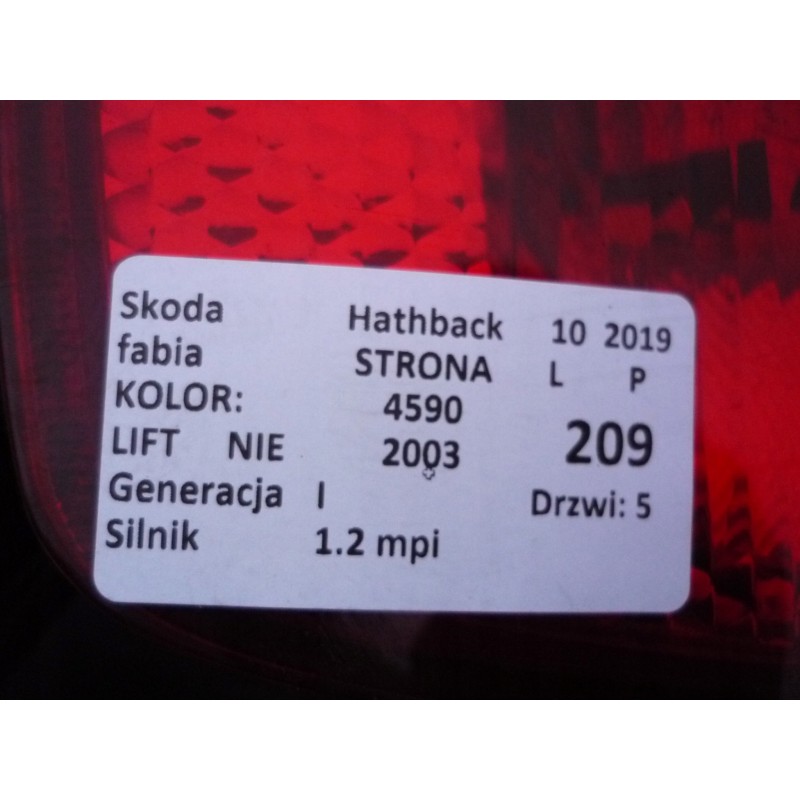 Skoda Hathback 10 2019
fabia STRONA L P
KOLOR: 4590
LIFT NIE 2003 209
Generacja I Drzwi: 5
Silnik 1.2 mpi